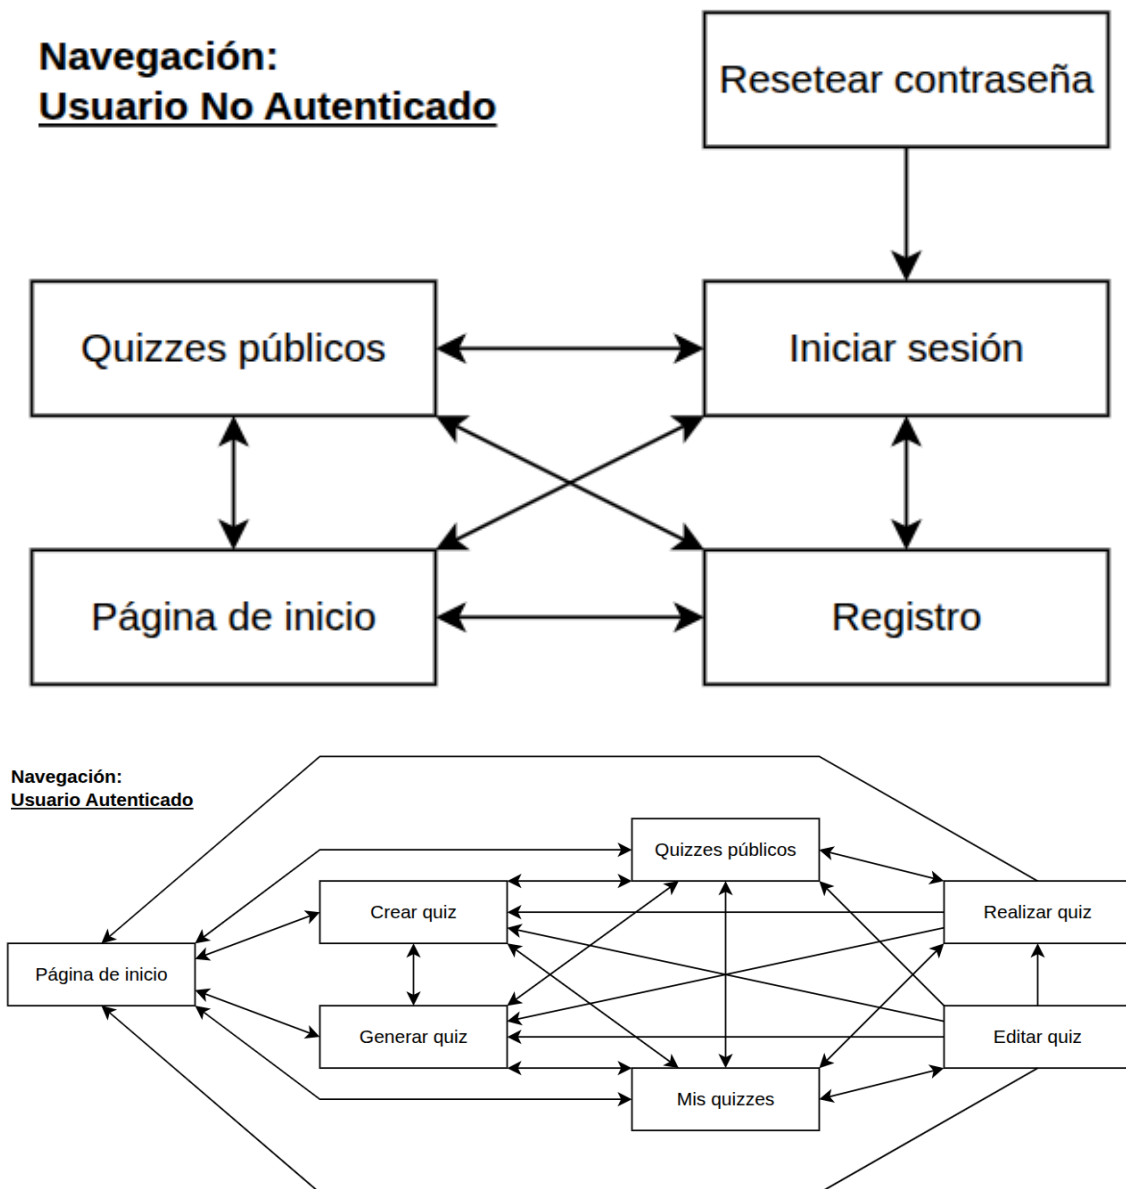 Navegación:
Usuario No Autenticado
Resetear contraseña
Quizzes públicos
Iniciar sesión
Página de inicio
Registro
Navegación:
Usuario Autenticado
Quizzes públicos
Crear quiz
Realizar quiz
Página de inicio
Generar quiz
Editar quiz
Mis quizzes